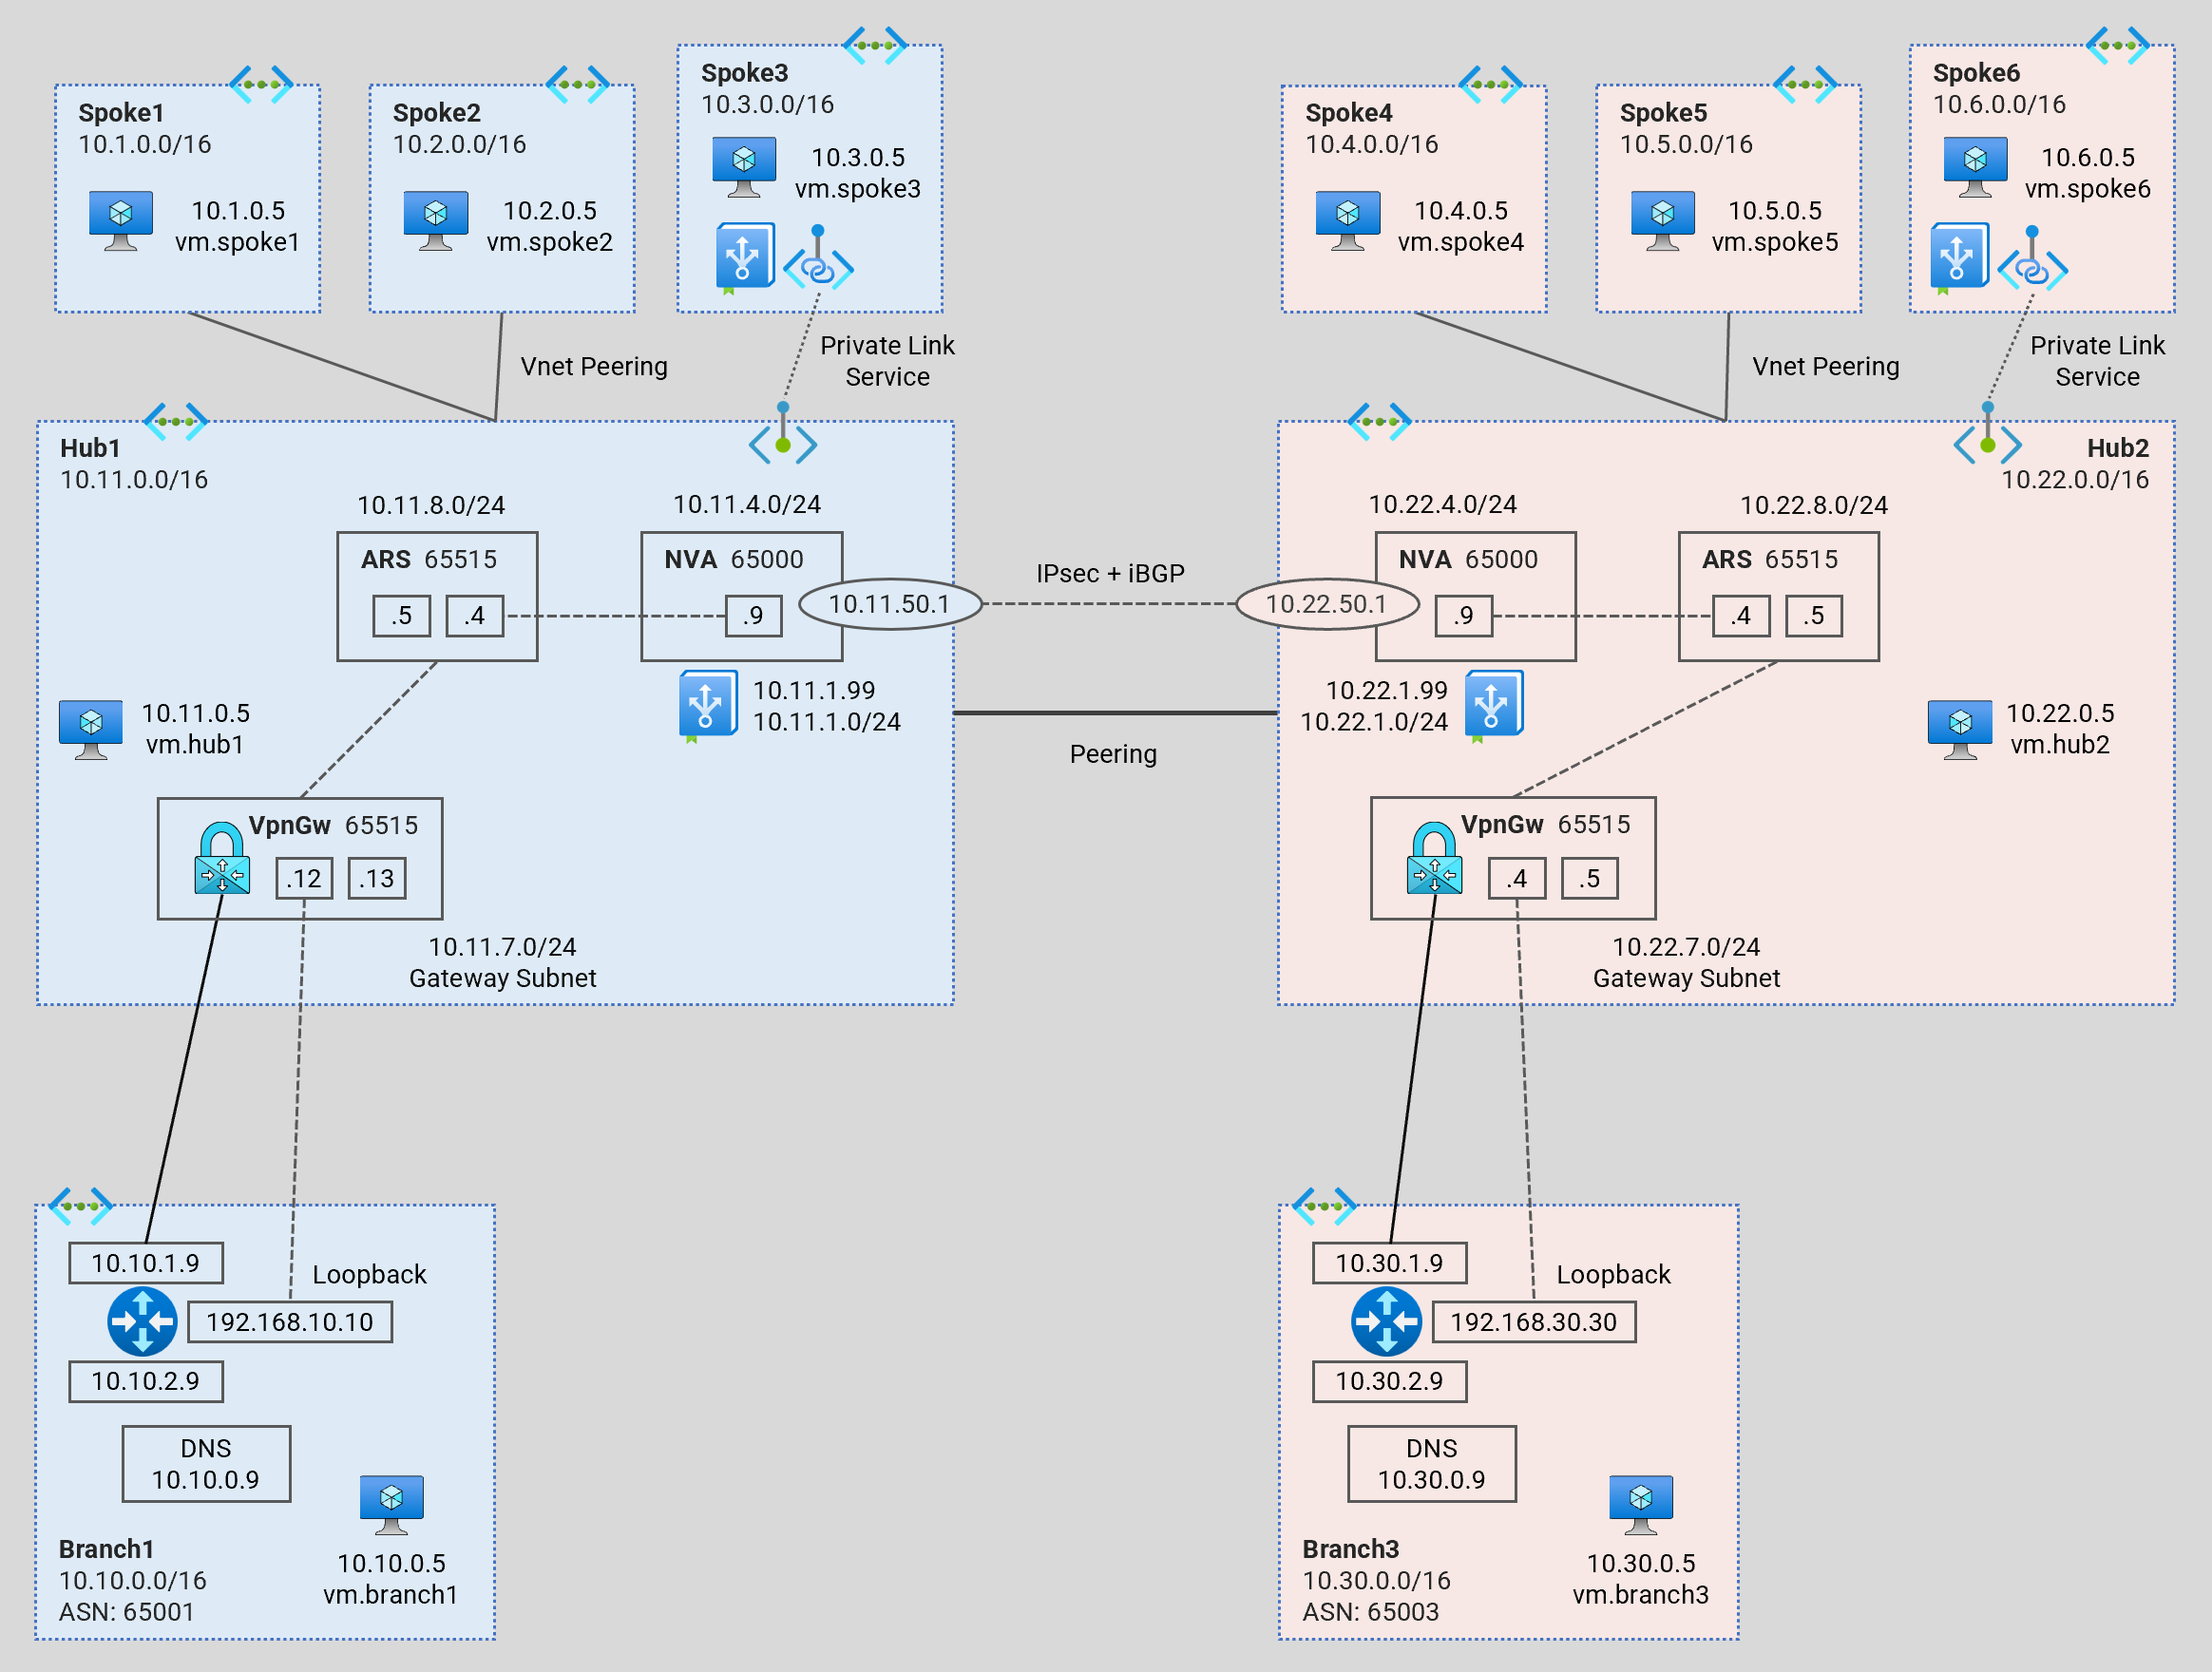 Spoke1
10.1.0.0/16
10.1.0.5
vm.spoke1
Spoke2
10.2.0.0/16
10.2.0.5
vm.spoke2
Spoke3
10.3.0.0/16
10.3.0.5
vm.spoke3
Spoke4
10.4.0.0/16
10.4.0.5
vm.spoke4
Spoke5
10.5.0.0/16
10.5.0.5
vm.spoke5
Spoke6
10.6.0.0/16
10.6.0.5
vm.spoke6
Vnet Peering
Private Link
Service
Vnet Peering
Private Link
Service
Hub1
10.11.0.0/16
10.11.8.0/24
ARS 65515
.5
.4
10.11.4.0/24
NVA 65000
.9
10.11.50.1
10.11.1.99
10.11.1.0/24
10.11.0.5
vm.hub1
VpnGw 65515
.12
.13
10.11.7.0/24
Gateway Subnet
IPsec + iBGP
Peering
Hub2
10.22.0.0/16
10.22.4.0/24
NVA 65000
.9
10.22.50.1
10.22.8.0/24
ARS 65515
.4
.5
10.22.1.99
10.22.1.0/24
10.22.0.5
vm.hub2
VpnGw 65515
.4
.5
10.22.7.0/24
Gateway Subnet
10.10.1.9
Loopback
192.168.10.10
10.10.2.9
DNS
10.10.0.9
Branch1
10.10.0.0/16
ASN: 65001
10.10.0.5
vm.branch1
10.30.1.9
Loopback
192.168.30.30
10.30.2.9
DNS
10.30.0.9
Branch3
10.30.0.0/16
ASN: 65003
10.30.0.5
vm.branch3